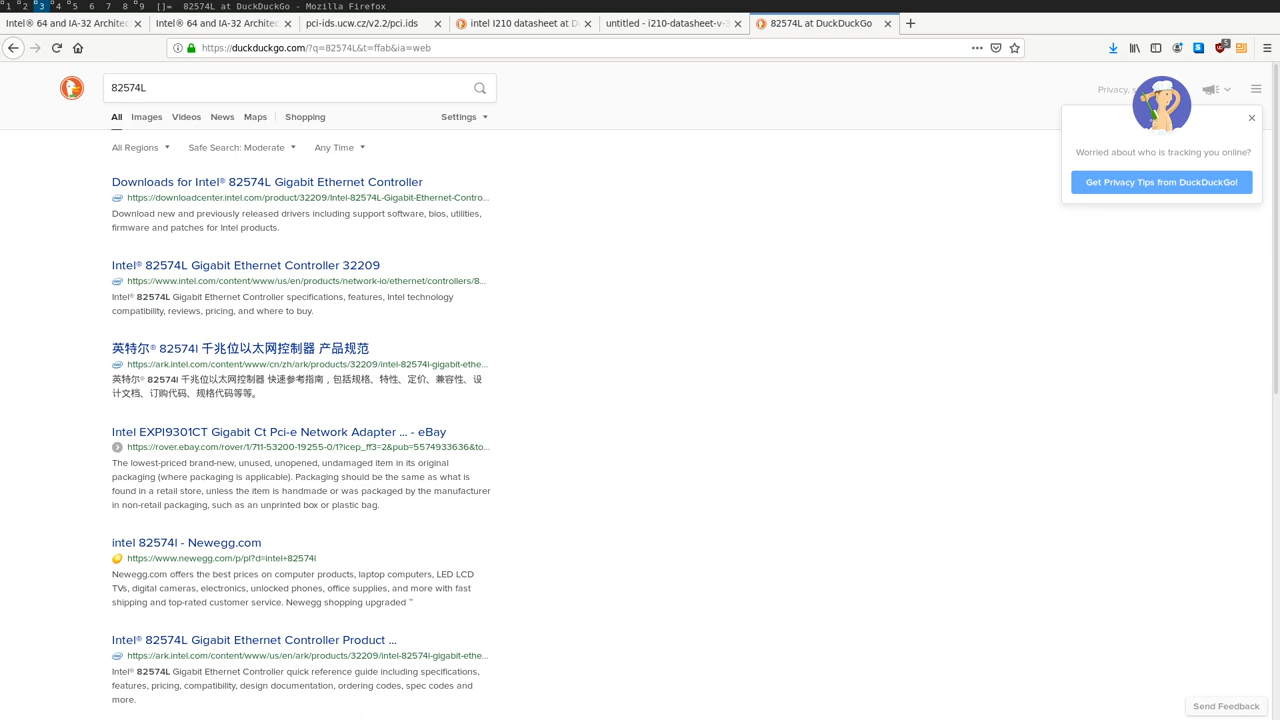 1 2 3 4 5 6 7 8 9 []= 82574L at DuckDuckGo - Mozilla Firefox
Intel® 64 and IA-32 Architec
Intel® 64 and IA-32 Architec
pci-ids.ucw.cz/v2.2/pci.ids
intel I210 datasheet at D
untitled - i210-datasheet-v-3
82574L at DuckDuckGo
https://duckduckgo.com/?q=82574L&t=ffab&ia=web
5
82574L
Privacy, s
All Images Videos News Maps Shopping Settings
All Regions Safe Search: Moderate Any Time
Worried about who is tracking you online?
Get Privacy Tips from DuckDuckGo!
Downloads for Intel® 82574L Gigabit Ethernet Controller
https://downloadcenter.intel.com/product/32209/Intel-82574L-Gigabit-Ethernet-Contro...
Download new and previously released drivers including support software, bios, utilities,
firmware and patches for Intel products.
Intel® 82574L Gigabit Ethernet Controller 32209
https://www.intel.com/content/www/us/en/products/network-io/ethernet/controllers/8...
Intel® 82574L Gigabit Ethernet Controller specifications, features, Intel technology
compatibility, reviews, pricing, and where to buy.
英特尔® 82574l 千兆位以太网控制器 产品规范
https://ark.intel.com/content/www/cn/zh/ark/products/32209/intel-82574l-gigabit-ethe...
英特尔® 82574l 千兆位以太网控制器 快速参考指南，包括规格、特性、定价、兼容性、设
计文档、订购代码、规格代码等等。
Intel EXPI9301CT Gigabit Ct Pci-e Network Adapter ... - eBay
https://rover.ebay.com/rover/1/711-53200-19255-0/1?icep_ff3=2&pub=5574933636&to...
The lowest-priced brand-new, unused, unopened, undamaged item in its original
packaging (where packaging is applicable). Packaging should be the same as what is
found in a retail store, unless the item is handmade or was packaged by the manufacturer
in non-retail packaging, such as an unprinted box or plastic bag.
intel 82574l - Newegg.com
https://www.newegg.com/p/pl?d=intel+82574l
Newegg.com offers the best prices on computer products, laptop computers, LED LCD
TVs, digital cameras, electronics, unlocked phones, office supplies, and more with fast
shipping and top-rated customer service. Newegg shopping upgraded ™
Intel® 82574L Gigabit Ethernet Controller Product ...
https://ark.intel.com/content/www/us/en/ark/products/32209/intel-82574l-gigabit-ethe...
Intel® 82574L Gigabit Ethernet Controller quick reference guide including specifications,
features, pricing, compatibility, design documentation, ordering codes, spec codes and
more.
Send Feedback